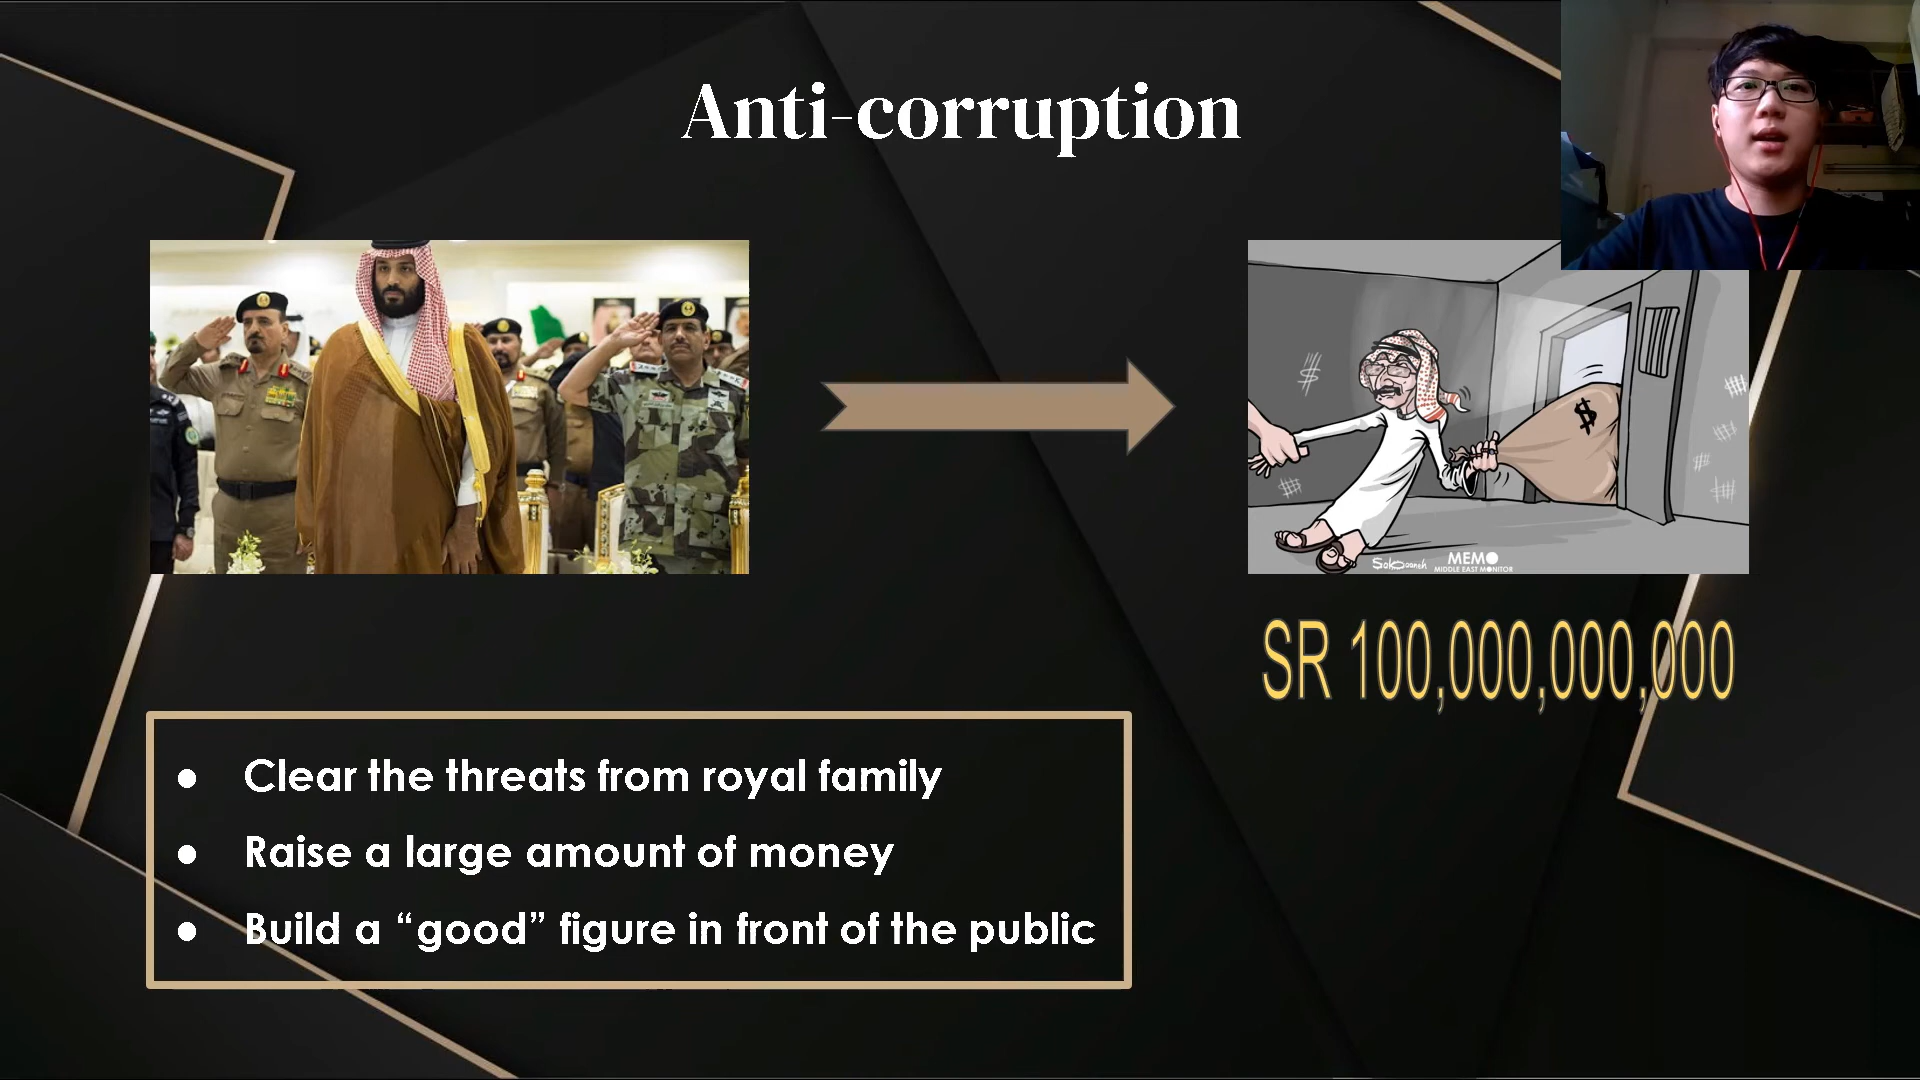 Anti-corruption
$
MEMO
MIDDLE EAST MONITOR
SR 100,000,000,000
● Clear the threats from royal family
● Raise a large amount of money
● Build a “good” figure in front of the public